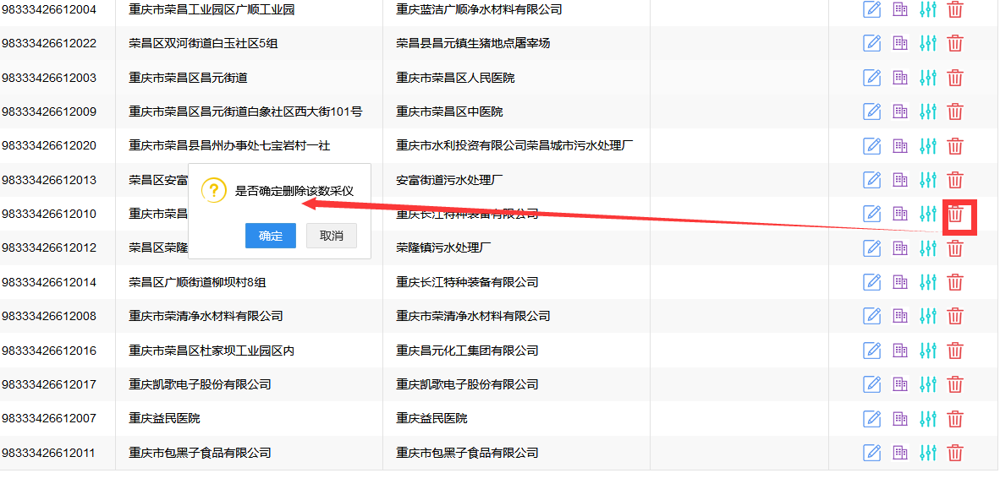 98333426612004 重庆市荣昌工业园区广顺工业园 重庆蓝洁广顺净水材料有限公司
98333426612022 荣昌区双河街道白玉社区5组 荣昌县昌元镇生猪地点屠宰场
98333426612003 重庆市荣昌区昌元街道 重庆市荣昌区人民医院
98333426612009 重庆市荣昌区昌元街道白象社区西大街101号 重庆市荣昌区中医院
98333426612020 重庆市荣昌县昌州办事处七宝岩村一社 重庆市水利投资有限公司荣昌城市污水处理厂
98333426612013 荣昌区安富 安富街道污水处理厂
是否确定删除该数采仪
98333426612010 重庆市荣昌 重庆长江特种装备有限公司
确定 取消
98333426612012 荣昌区荣隆 荣隆镇污水处理厂
98333426612014 荣昌区广顺街道柳坝村8组 重庆长江特种装备有限公司
98333426612008 重庆市荣清净水材料有限公司 重庆市荣清净水材料有限公司
98333426612016 重庆市荣昌区杜家坝工业园区内 重庆昌元化工集团有限公司
98333426612017 重庆凯歌电子股份有限公司 重庆凯歌电子股份有限公司
98333426612007 重庆益民医院 重庆益民医院
98333426612011 重庆市包黑子食品有限公司 重庆市包黑子食品有限公司